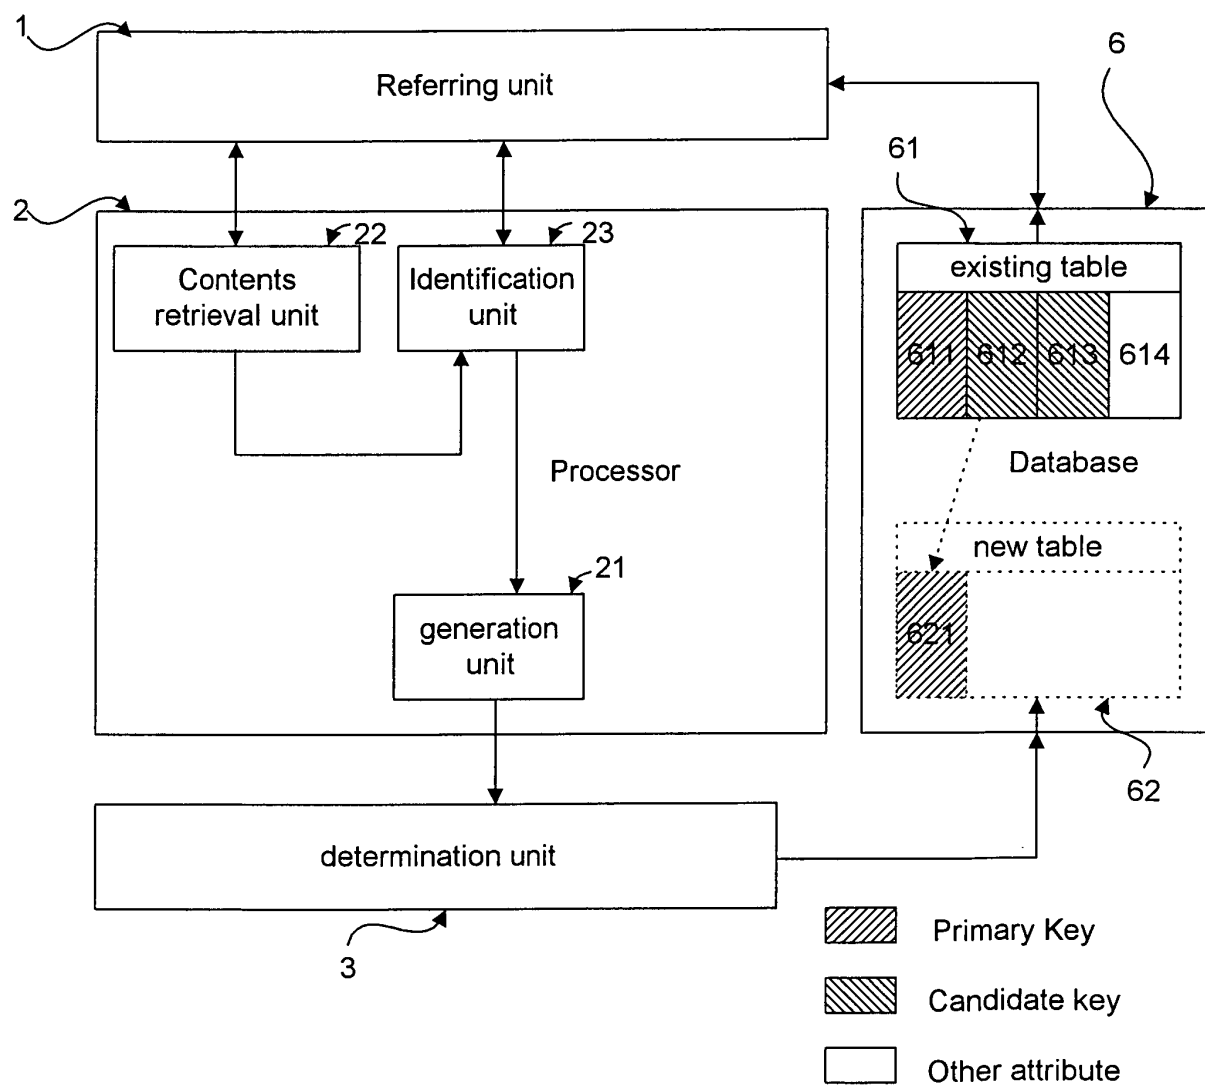 1
Referring unit
6
61
2
22
23
Contents
retrieval unit
Identification
unit
existing table
611
612
613
614
Processor
Database
new table
21
generation
unit
621
62
determination unit
3
Primary Key
Candidate key
Other attribute